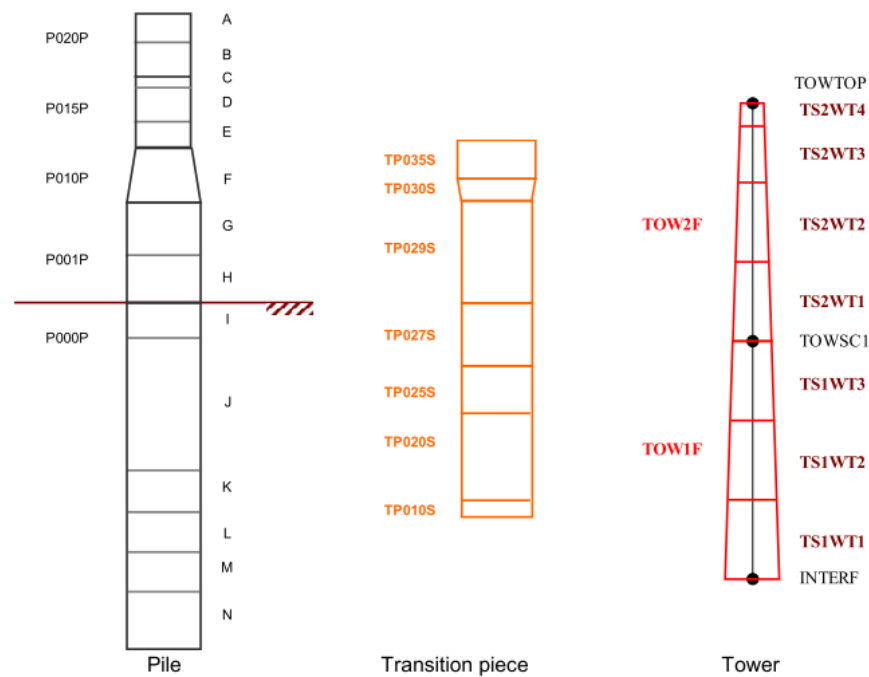 A
P020P
B
C
P015P
D
E
P010P
F
G
P001P
H
I
P000P
J
K
L
M
N
Pile
TP035S
TP030S
TP029S
TP027S
TP025S
TP020S
TP010S
Transition piece
TOWTOP
TS2WT4
TS2WT3
TOW2F
TS2WT2
TS2WT1
TOWSC1
TS1WT3
TOW1F
TS1WT2
TS1WT1
INTERF
Tower